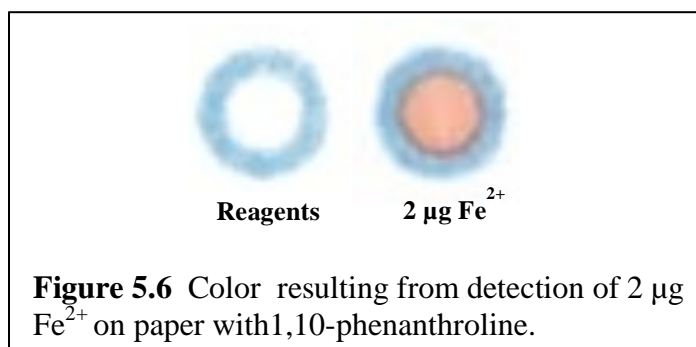 Reagents 2 µg Fe²⁺
Figure 5.6 Color resulting from detection of 2 µg
Fe²⁺ on paper with1,10-phenanthroline.